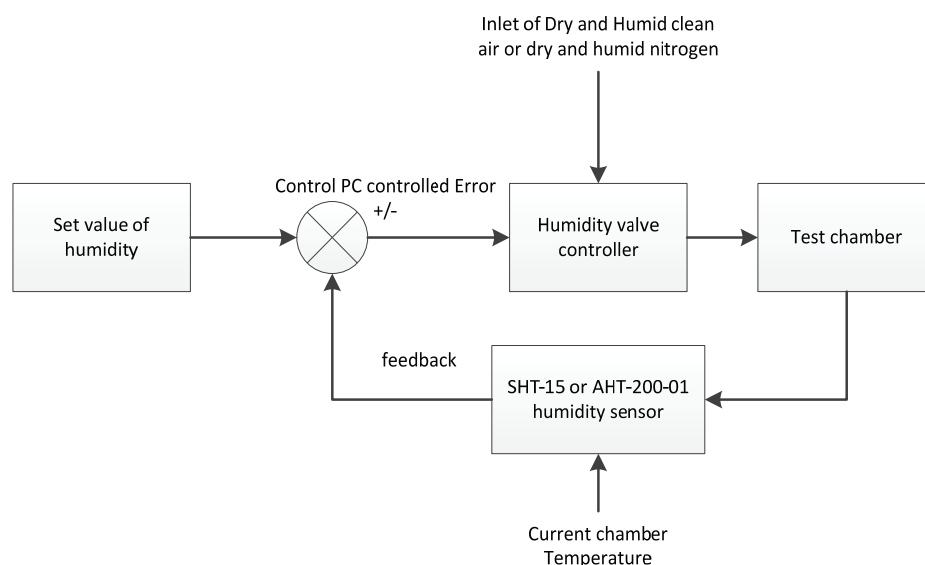 Inlet of Dry and Humid clean
air or dry and humid nitrogen
Control PC controlled Error
+/-
Set value of
humidity
Humidity valve
controller
Test chamber
feedback
SHT-15 or AHT-200-01
humidity sensor
Current chamber
Temperature